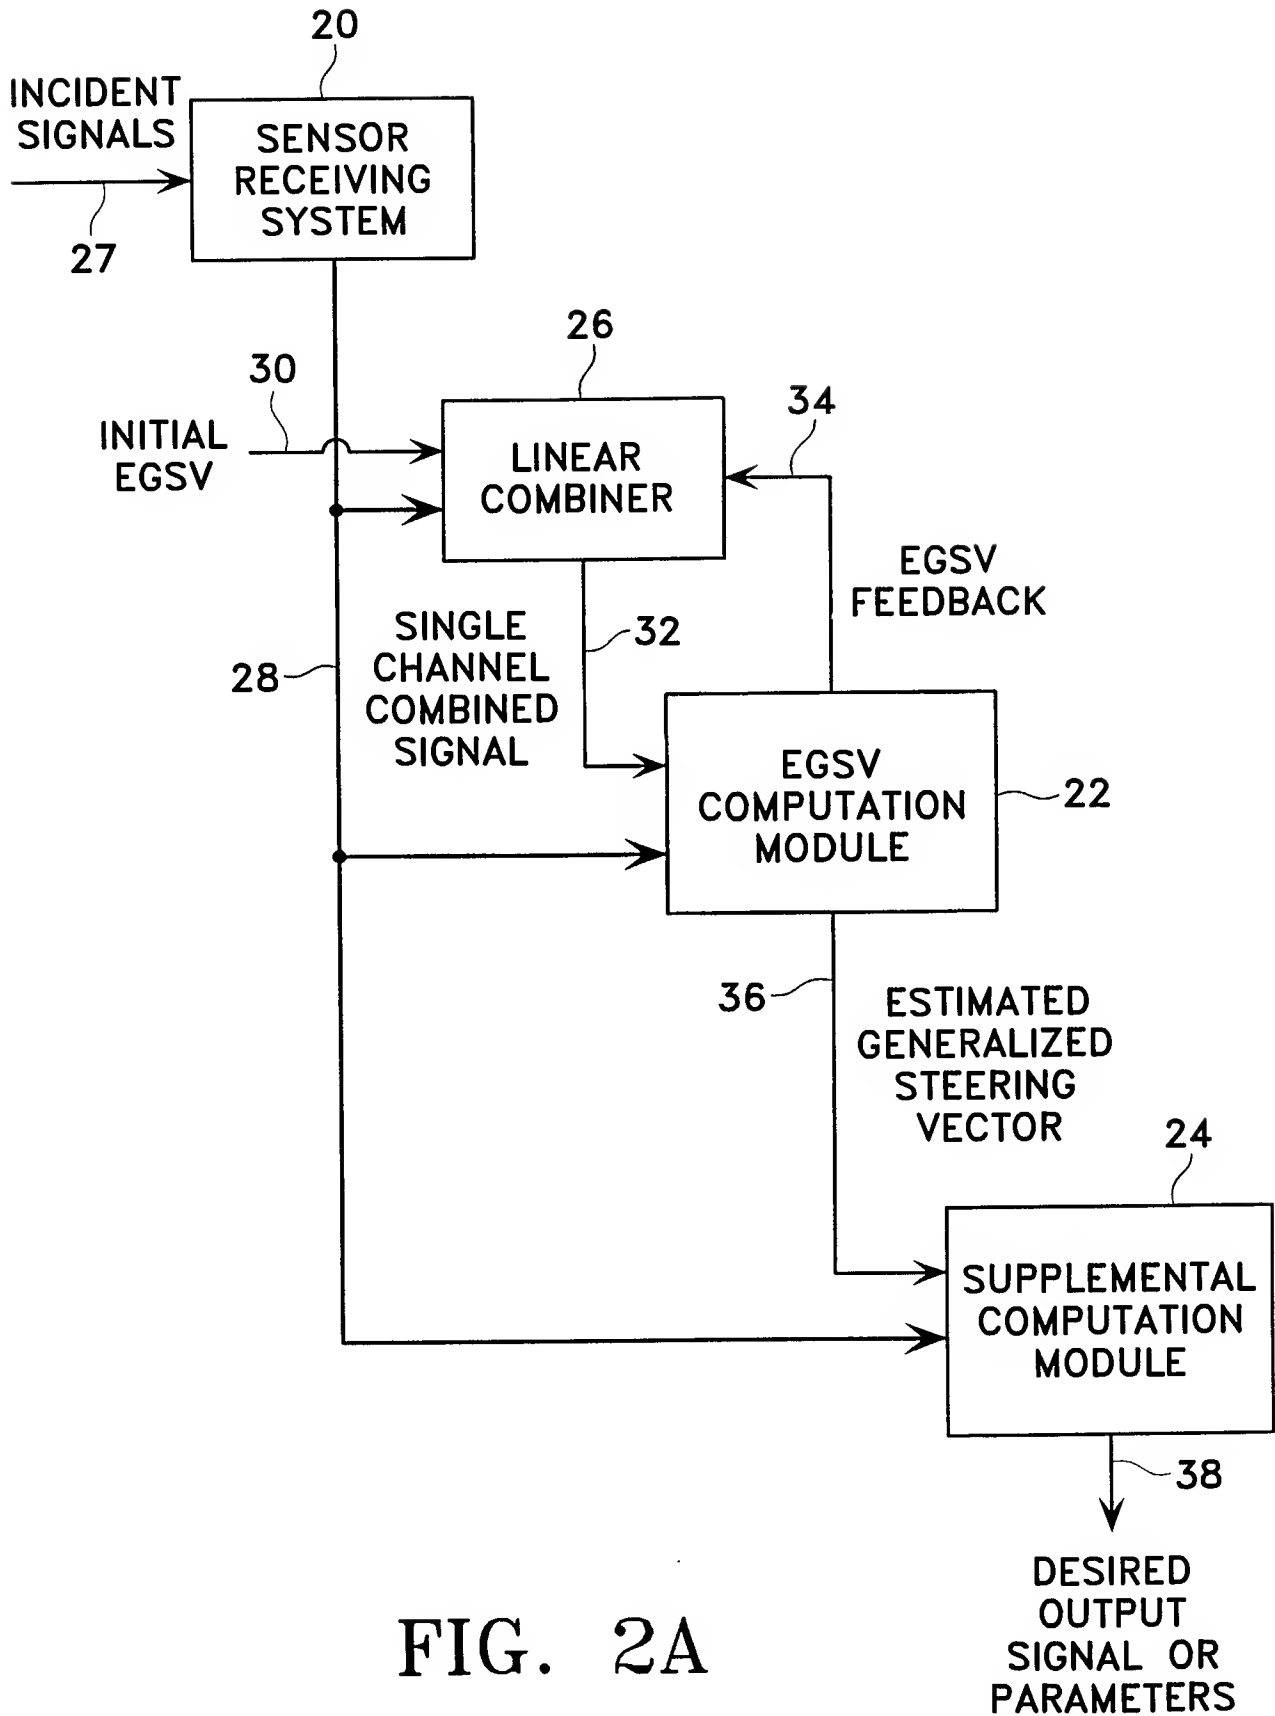 20
INCIDENT
SIGNALS
SENSOR
RECEIVING
SYSTEM
27
26
30
34
INITIAL
EGSV
LINEAR
COMBINER
EGSV
FEEDBACK
SINGLE
CHANNEL
COMBINED
SIGNAL
32
28
EGSV
COMPUTATION
MODULE
22
36
ESTIMATED
GENERALIZED
STEERING
VECTOR
24
SUPPLEMENTAL
COMPUTATION
MODULE
38
DESIRED
OUTPUT
SIGNAL OR
PARAMETERS
FIG. 2A